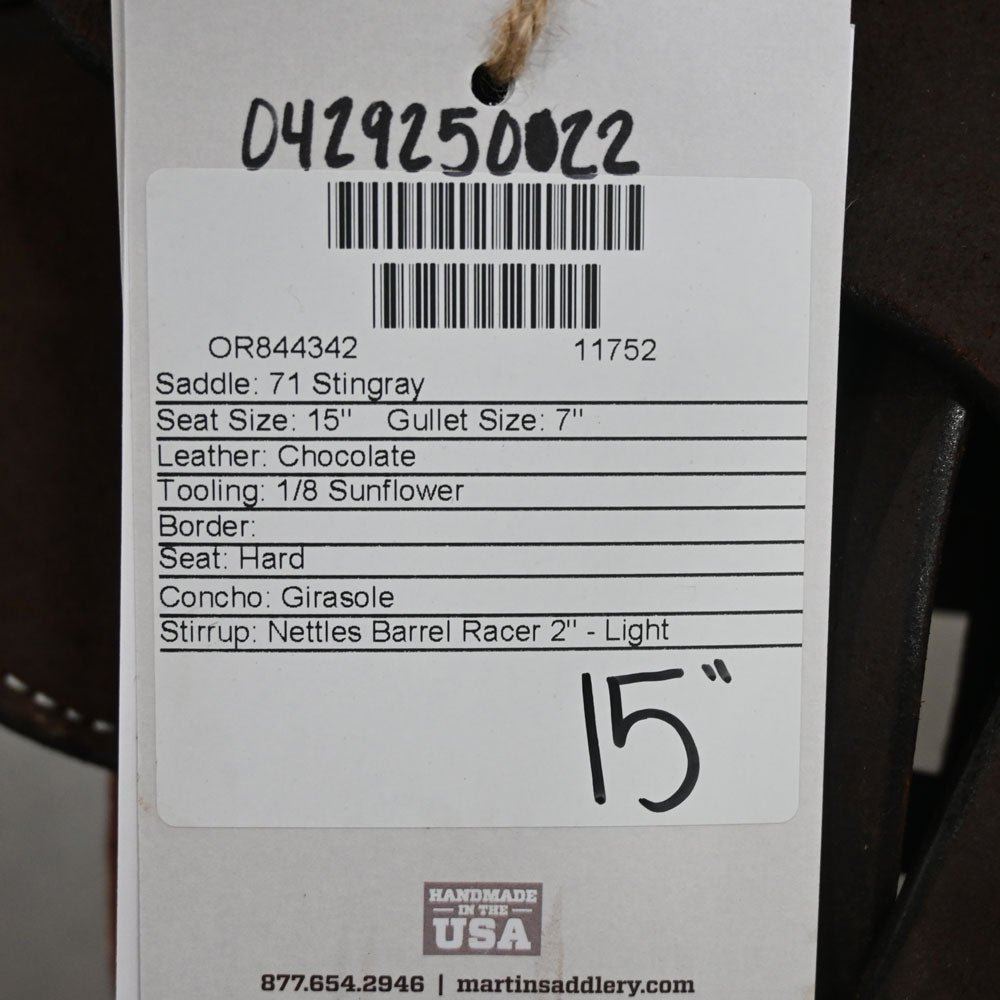 0429250022
OR844342 11752
Saddle: 71 Stingray
Seat Size: 15" Gullet Size: 7"
Leather: Chocolate
Tooling: 1/8 Sunflower
Border:
Seat: Hard
Concho: Girasole
Stirrup: Nettles Barrel Racer 2" - Light
15"
HANDMADE
IN THE
USA
877.654.2946 | martinsaddlery.com